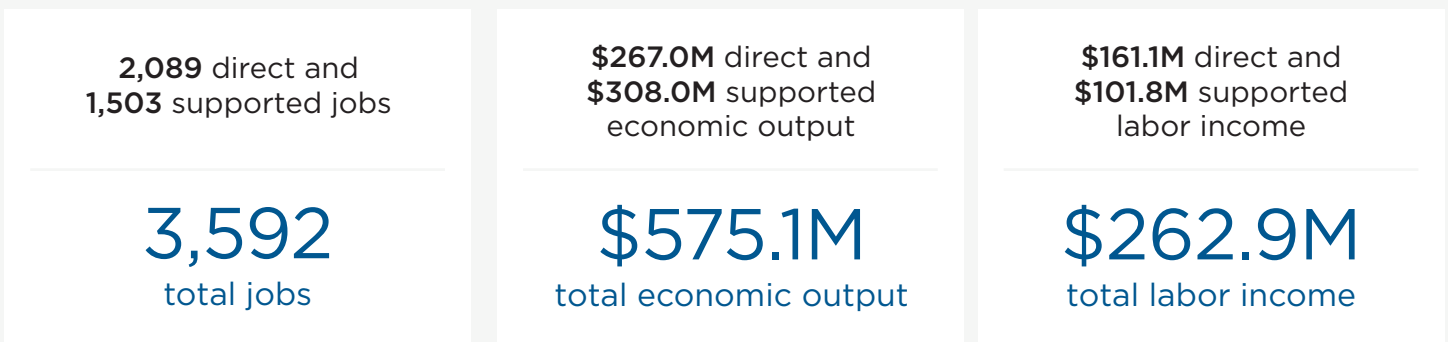 2,089 direct and
1,503 supported jobs
3,592
total jobs
$267.0M direct and
$308.0M supported
economic output
$575.1M
total economic output
$161.1M direct and
$101.8M supported
labor income
$262.9M
total labor income